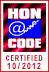 HON
@
CODE
CERTIFIED
10/2012